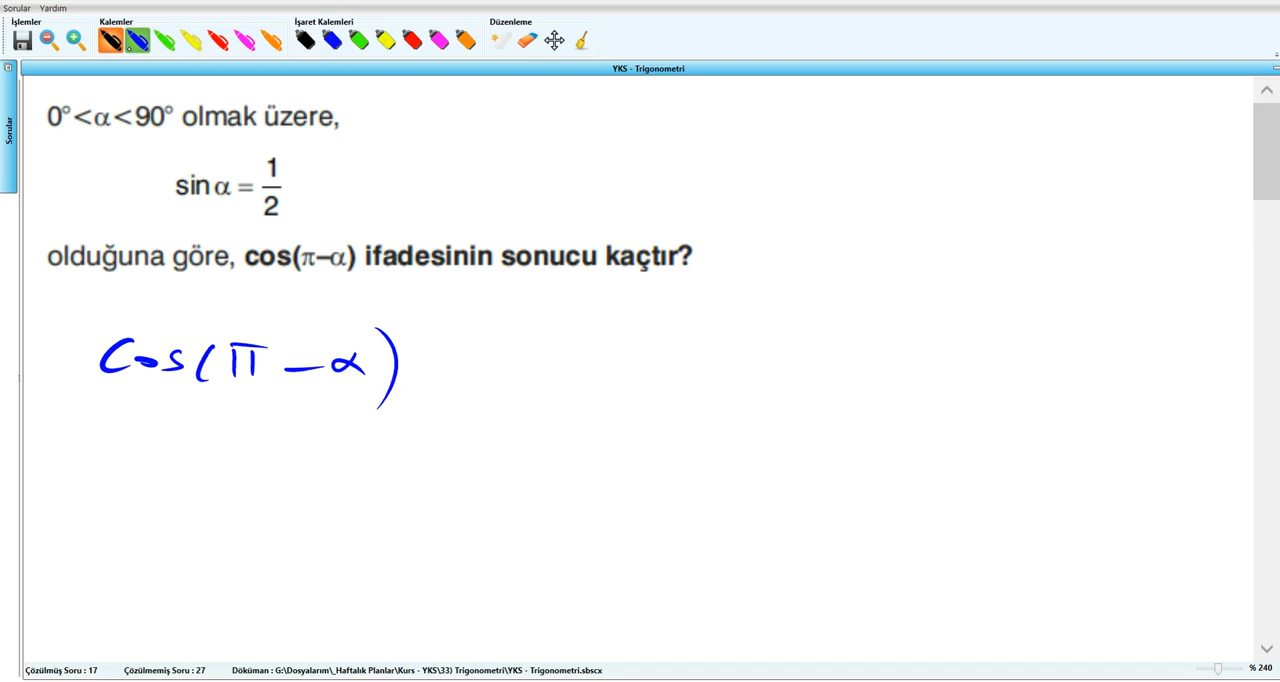 Sorular Yardım
İşlemler Kalemler İşaret Kalemleri Düzenleme
YKS - Trigonometri
Sorular
0°<α<90° olmak üzere,
sin α = 1/2
olduğuna göre, cos(π–α) ifadesinin sonucu kaçtır?
Cos(π – α)
Çözülmüş Soru : 17 Çözülmemiş Soru : 27 Döküman : G:\Dosyalarım\_Haftalık Planlar\Kurs - YKS\33) Trigonometri\YKS - Trigonometri.sbscx % 240